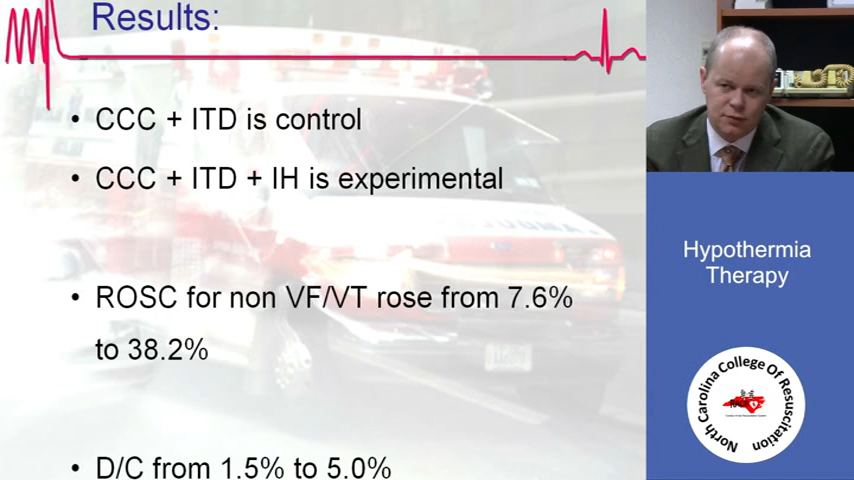 Results:
• CCC + ITD is control
• CCC + ITD + IH is experimental
• ROSC for non VF/VT rose from 7.6%
to 38.2%
• D/C from 1.5% to 5.0%
Hypothermia
Therapy
North Carolina College Of Resuscitation